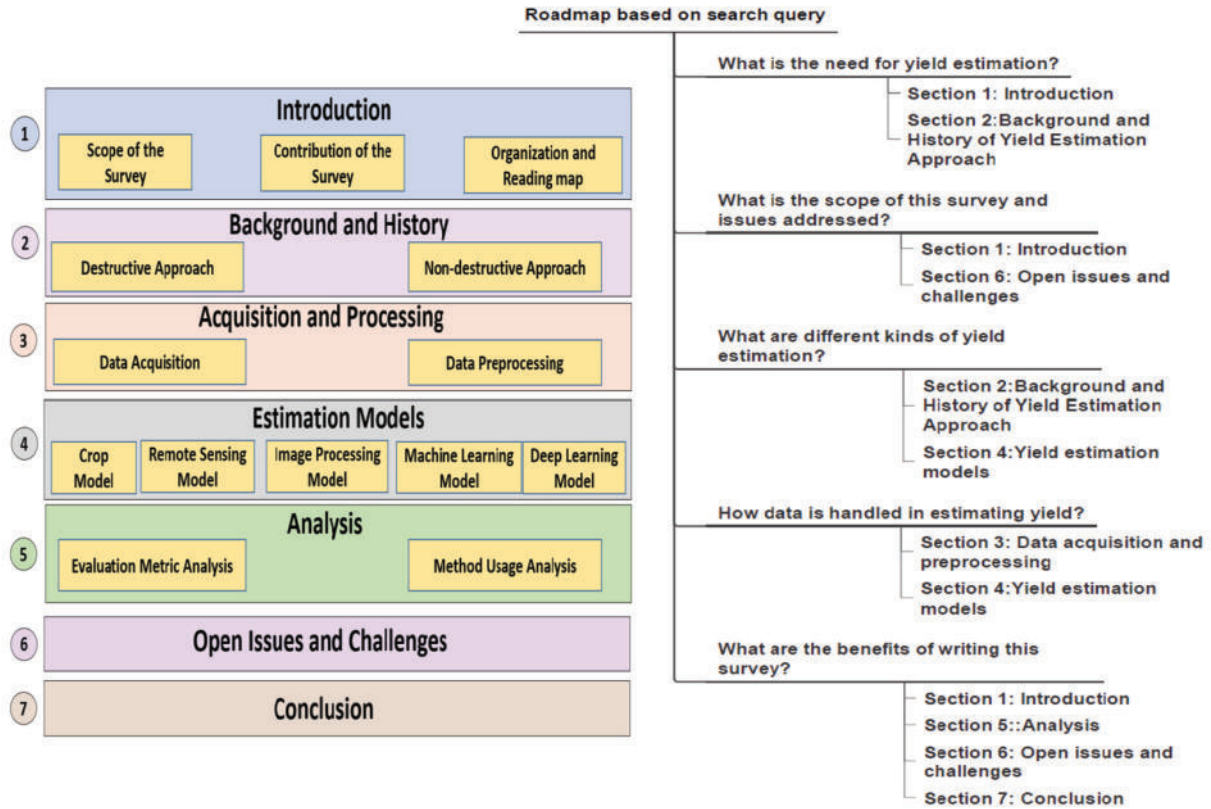 Roadmap based on search query
1
Introduction
Scope of the
Survey
Contribution of the
Survey
Organization and
Reading map
2
Background and History
Destructive Approach
Non-destructive Approach
3
Acquisition and Processing
Data Acquisition
Data Preprocessing
4
Estimation Models
Crop
Model
Remote Sensing
Model
Image Processing
Model
Machine Learning
Model
Deep Learning
Model
5
Analysis
Evaluation Metric Analysis
Method Usage Analysis
6
Open Issues and Challenges
7
Conclusion
What is the need for yield estimation?
Section 1: Introduction
Section 2:Background and
History of Yield Estimation
Approach
What is the scope of this survey and
issues addressed?
Section 1: Introduction
Section 6: Open issues and
challenges
What are different kinds of yield
estimation?
Section 2:Background and
History of Yield Estimation
Approach
Section 4:Yield estimation
models
How data is handled in estimating yield?
Section 3: Data acquisition and
preprocessing
Section 4:Yield estimation
models
What are the benefits of writing this
survey?
Section 1: Introduction
Section 5::Analysis
Section 6: Open issues and
challenges
Section 7: Conclusion